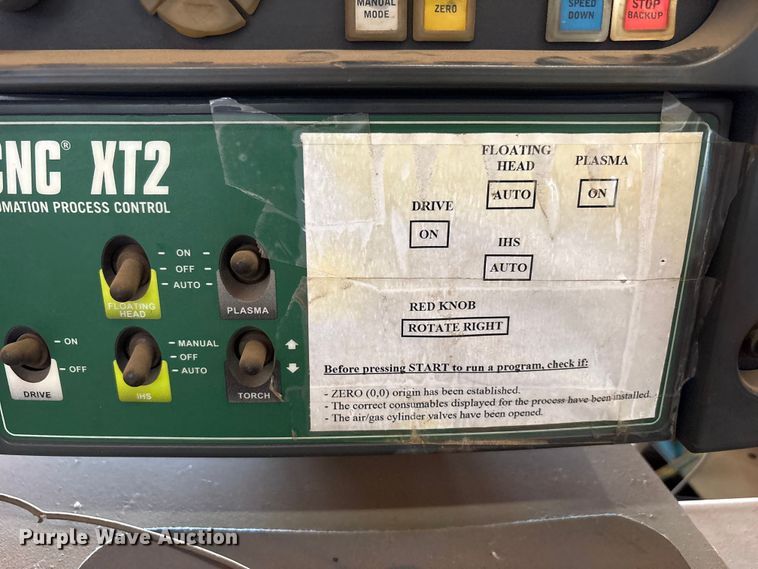 MANUAL
MODE
ZERO
SPEED
DOWN
STOP
BACKUP
CNC® XT2
OMATION PROCESS CONTROL
ON
OFF
AUTO
FLOATING
HEAD
PLASMA
ON
OFF
DRIVE
MANUAL
OFF
AUTO
IHS
TORCH
FLOATING
HEAD
AUTO
PLASMA
ON
DRIVE
ON
IHS
AUTO
RED KNOB
ROTATE RIGHT
Before pressing START to run a program, check if:
- ZERO (0,0) origin has been established.
- The correct consumables displayed for the process have been installed.
- The air/gas cylinder valves have been opened.
Purple Wave Auction